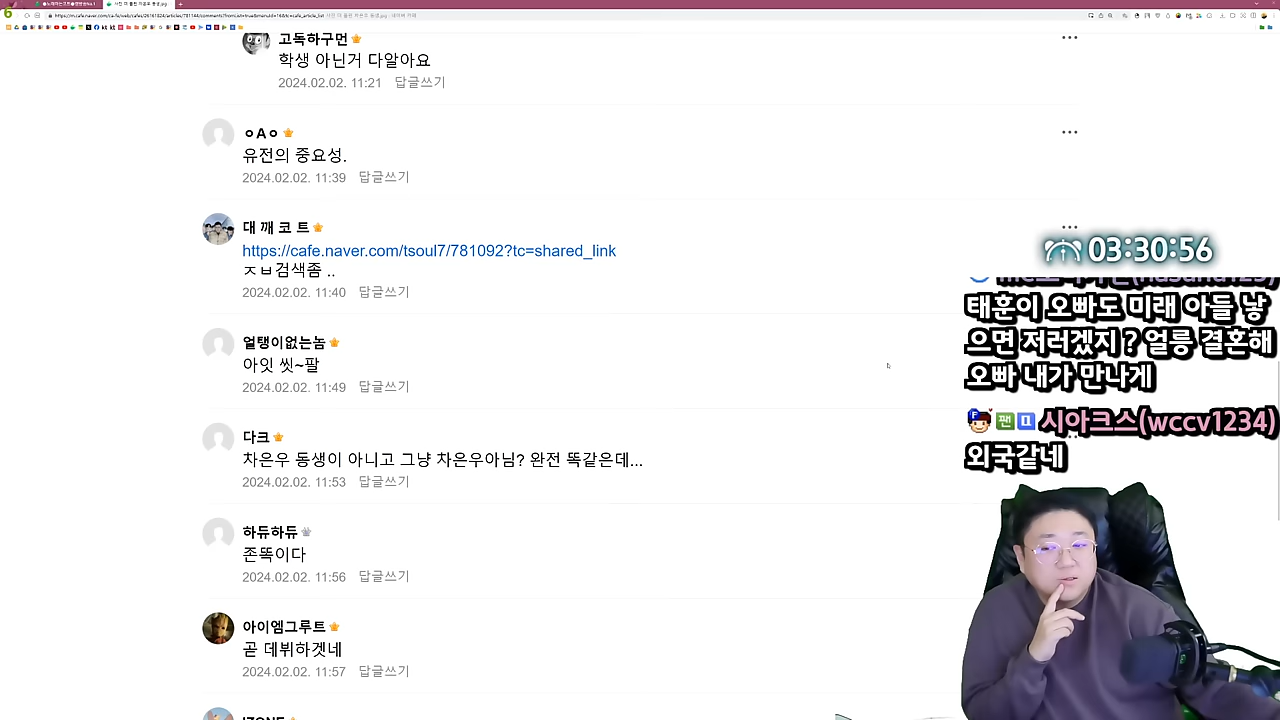 고독하구먼
학생 아닌거 다알아요
2024.02.02. 11:21 답글쓰기
ㅇAㅇ
유전의 중요성.
2024.02.02. 11:39 답글쓰기
대 깨 코 트
https://cafe.naver.com/tsoul7/781092?tc=shared_link
ㅈㅂ검색좀 ..
2024.02.02. 11:40 답글쓰기
얼탱이없는놈
아잇 씻~팔
2024.02.02. 11:49 답글쓰기
다크
차은우 동생이 아니고 그냥 차은우아님? 완전 똑같은데...
2024.02.02. 11:53 답글쓰기
하듀하듀
존똑이다
2024.02.02. 11:56 답글쓰기
아이엠그루트
곧 데뷔하겟네
2024.02.02. 11:57 답글쓰기
03:30:56
태훈이 오빠도 미래 아들 낳
으면 저러겠지 ? 얼릉 결혼해
오빠 내가 만나게
시아크스(wccv1234)
외국같네